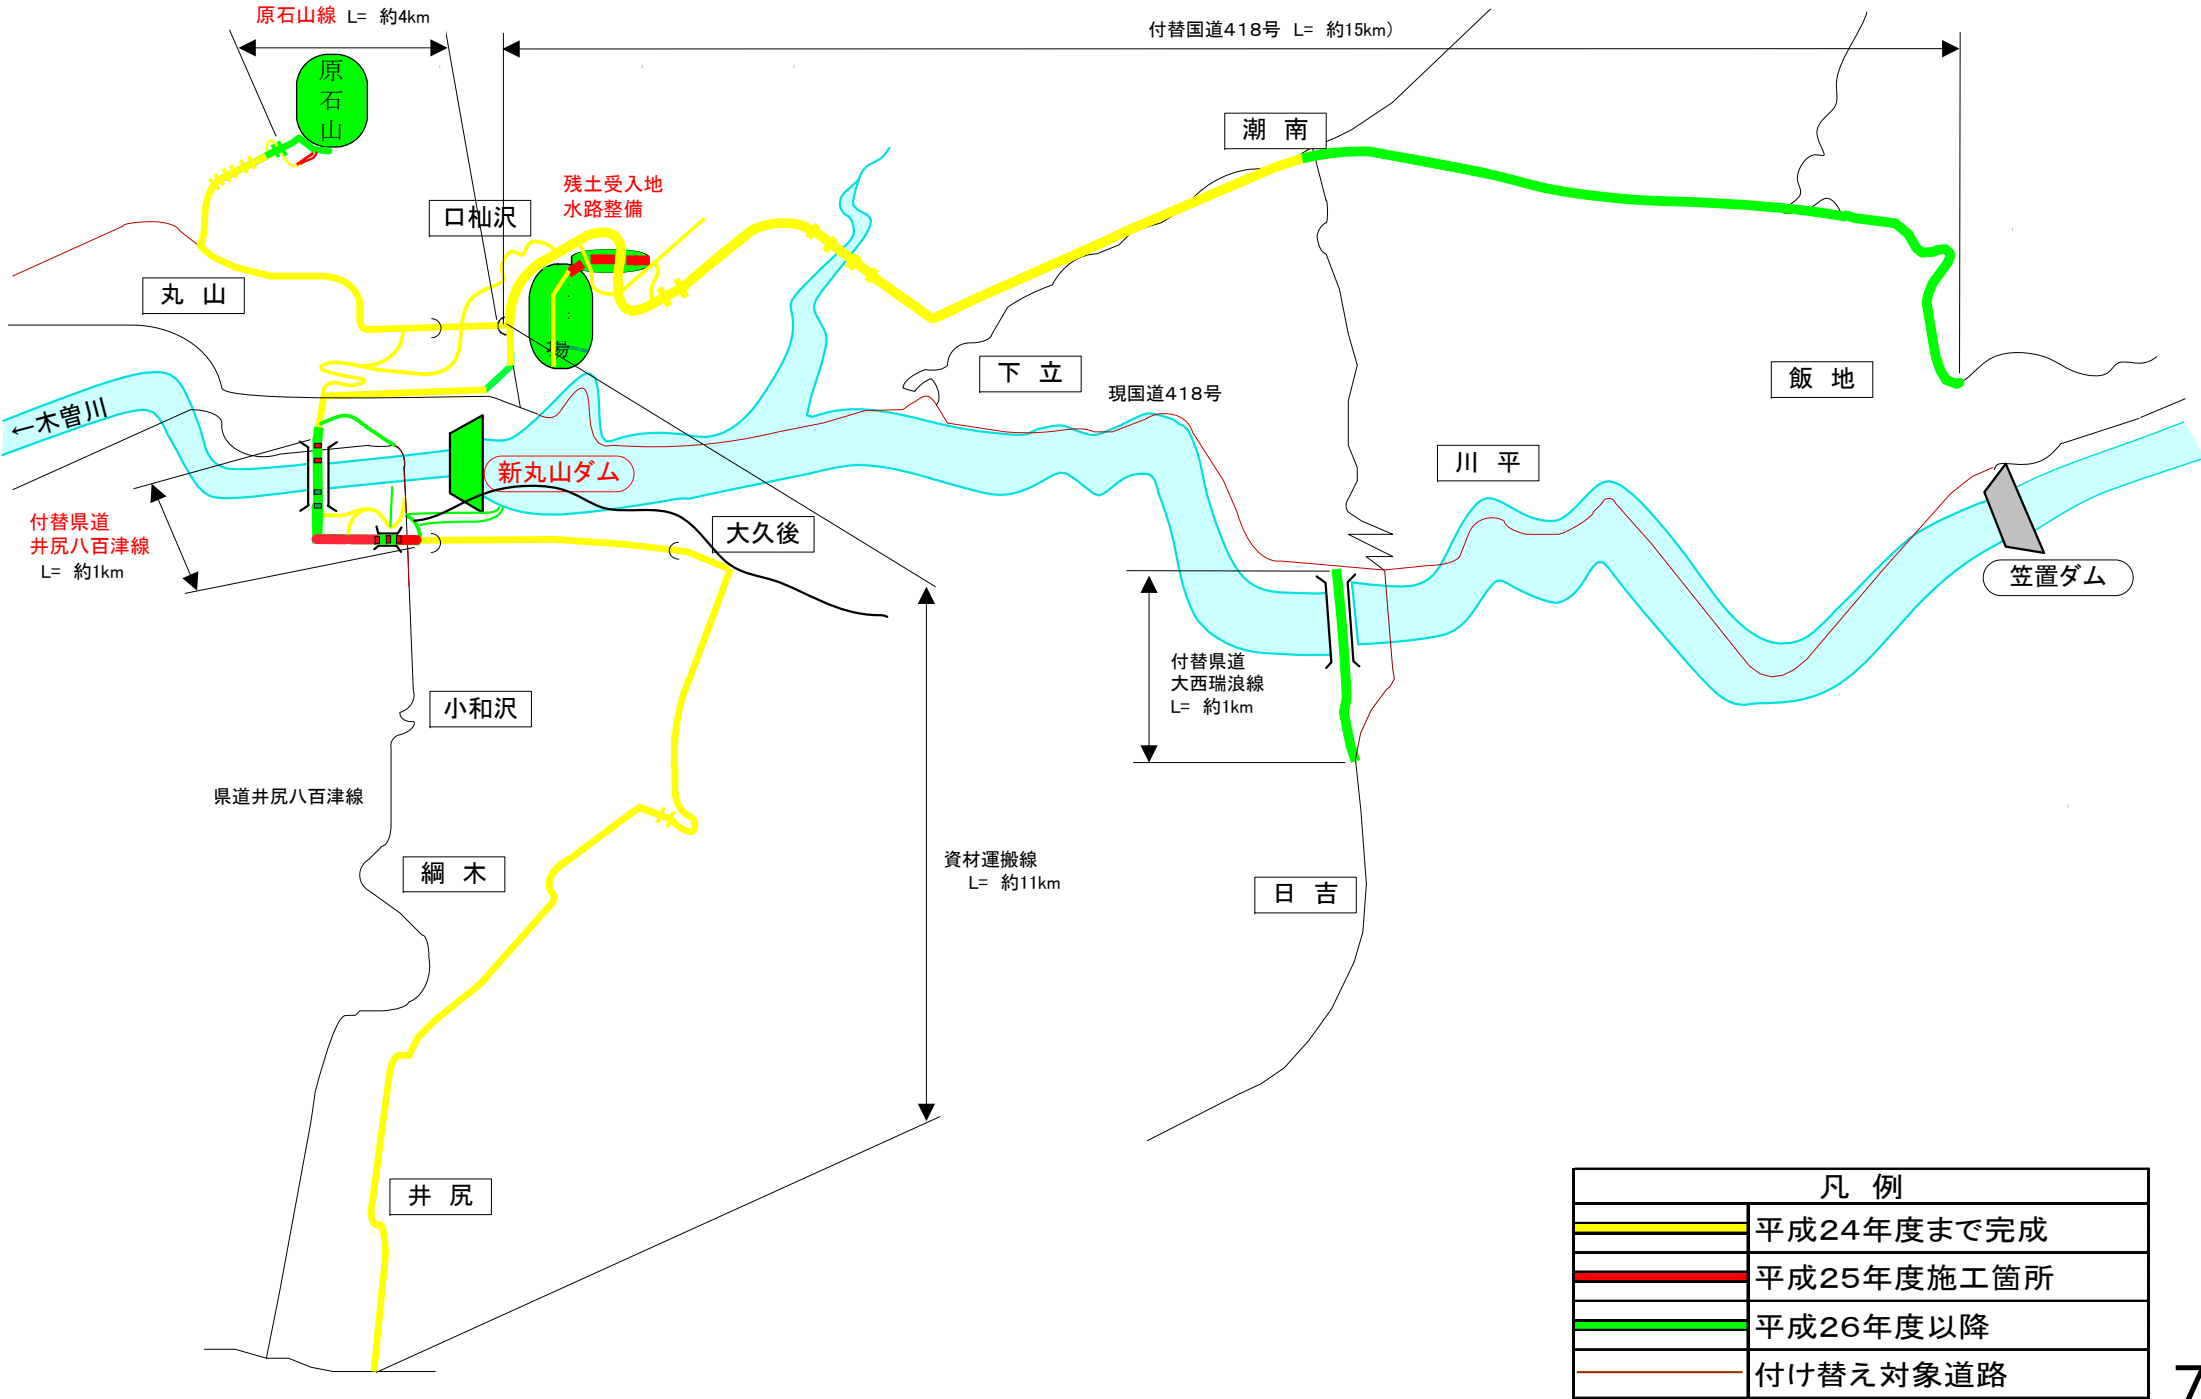 原石山線 L= 約4km
付替国道418号 L= 約15km）
原
石
山
潮 南
残土受入地
水路整備
口杣沢
丸 山
場
下 立
飯 地
現国道418号
←木曽川
新丸山ダム
川 平
付替県道
井尻八百津線
L= 約1km
大久後
笠置ダム
付替県道
大西瑞浪線
L= 約1km
小和沢
県道井尻八百津線
資材運搬線
L= 約11km
綱 木
日 吉
井 尻
凡 例
平成24年度まで完成
平成25年度施工箇所
平成26年度以降
付け替え対象道路
7